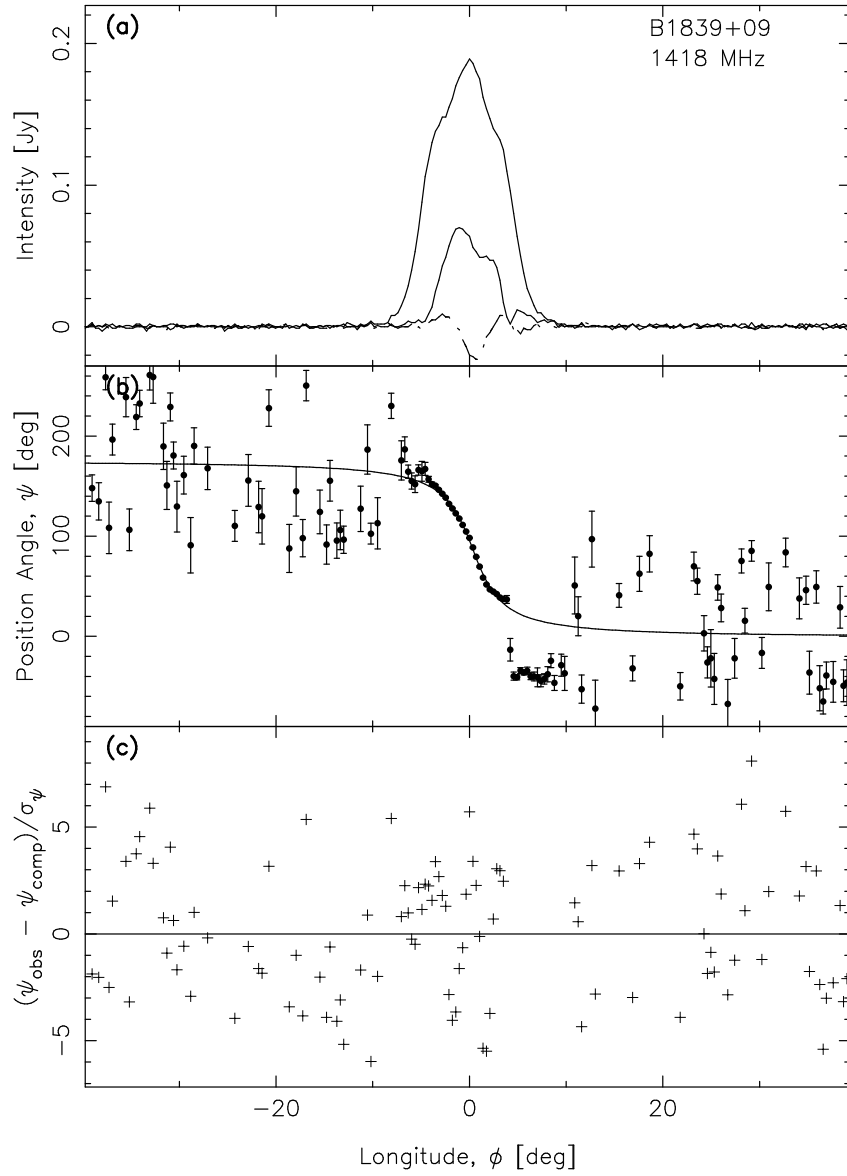 (a)
B1839+09
1418 MHz
0.2
0.1
0
Intensity [Jy]
(b)
200
100
0
Position Angle, ψ [deg]
(c)
5
0
−5
(ψobs − ψcomp)/σψ
−20 0 20
Longitude, ϕ [deg]